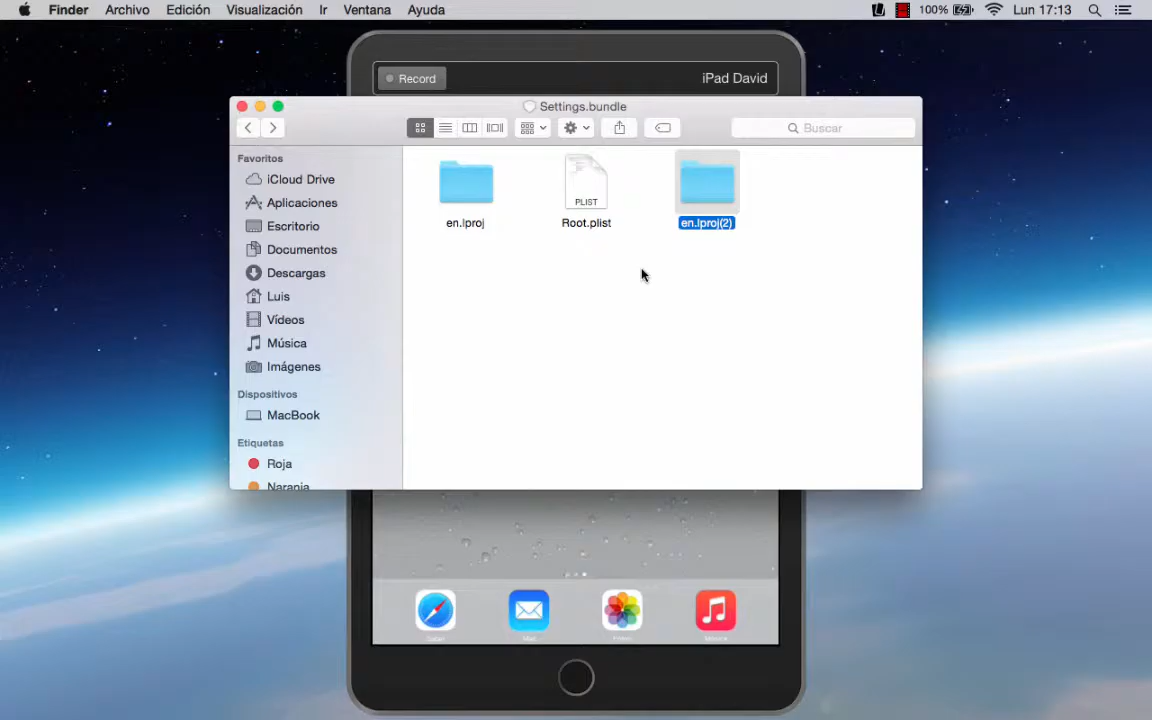 Finder Archivo Edición Visualización Ir Ventana Ayuda 100% Lun 17:13
Record iPad David
Settings.bundle
Buscar
Favoritos
iCloud Drive
Aplicaciones
Escritorio
Documentos
Descargas
Luis
Vídeos
Música
Imágenes
Dispositivos
MacBook
Etiquetas
Roja
Naranja
en.lproj
PLIST
Root.plist
en.lproj(2)